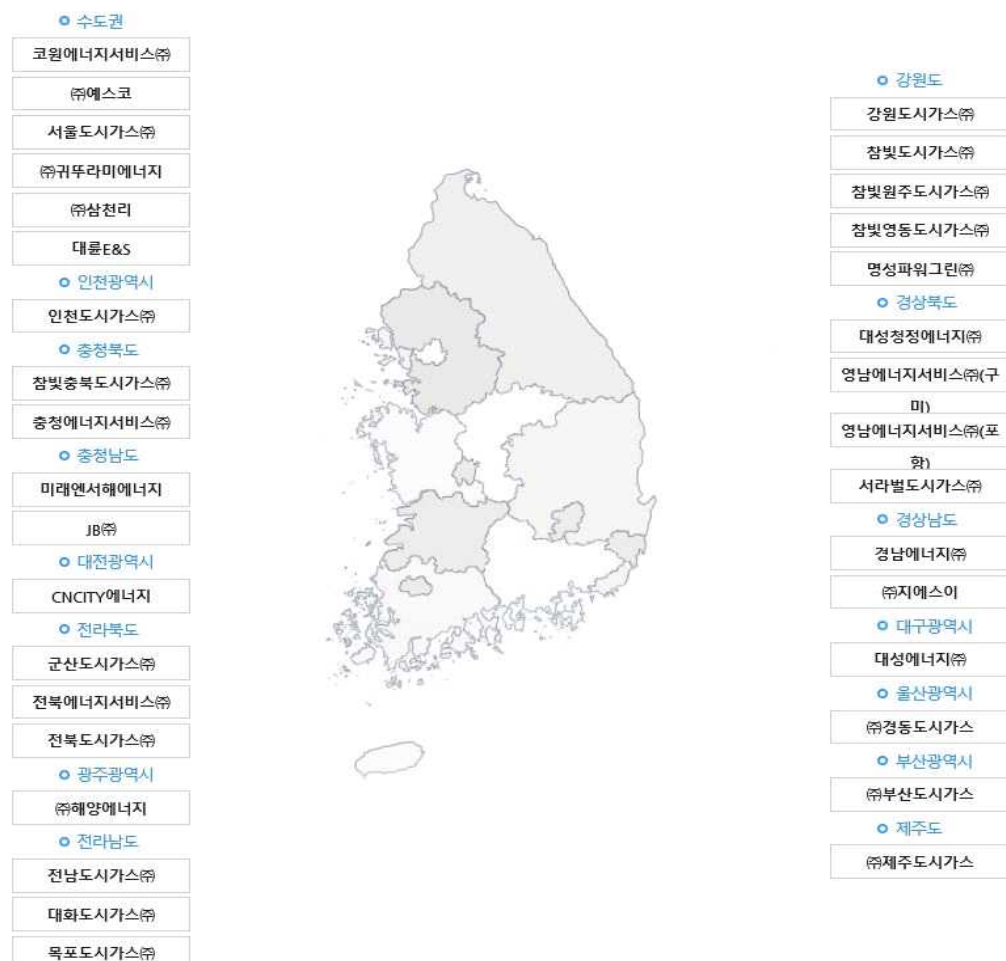 수도권
코원에너지서비스㈜
㈜예스코
서울도시가스㈜
㈜귀뚜라미에너지
㈜삼천리
대륜E&S
인천광역시
인천도시가스㈜
충청북도
참빛충북도시가스㈜
충청에너지서비스㈜
충청남도
미래엔서해에너지
JB㈜
대전광역시
CNCITY에너지
전라북도
군산도시가스㈜
전북에너지서비스㈜
전북도시가스㈜
광주광역시
㈜해양에너지
전라남도
전남도시가스㈜
대화도시가스㈜
목포도시가스㈜
강원도
강원도시가스㈜
참빛도시가스㈜
참빛원주도시가스㈜
참빛영동도시가스㈜
명성파워그린㈜
경상북도
대성청정에너지㈜
영남에너지서비스㈜(구
미)
영남에너지서비스㈜(포
항)
서라벌도시가스㈜
경상남도
경남에너지㈜
㈜지에스이
대구광역시
대성에너지㈜
울산광역시
㈜경동도시가스
부산광역시
㈜부산도시가스
제주도
㈜제주도시가스